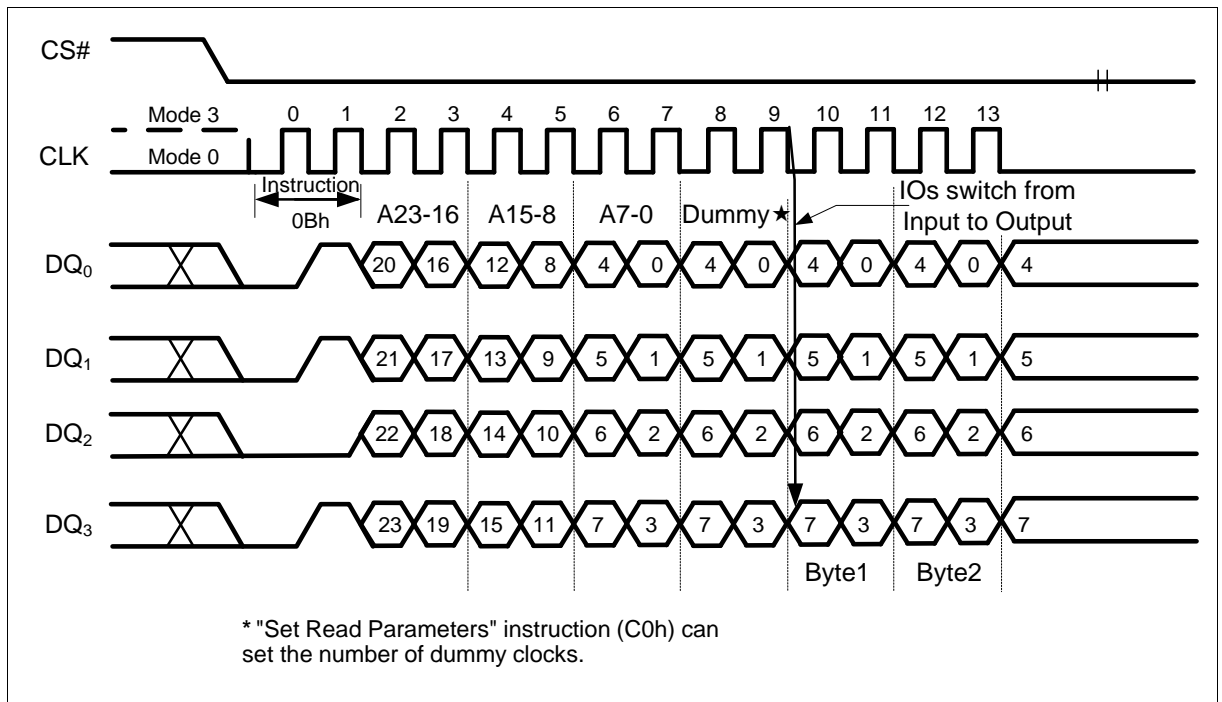 CS#
Mode 3
0 1 2 3 4 5 6 7 8 9 10 11 12 13
CLK
Mode 0
Instruction
0Bh
A23-16 A15-8 A7-0 Dummy★
IOs switch from
Input to Output
DQ0 20 16 12 8 4 0 4 0 4 0 4 0 4
DQ1 21 17 13 9 5 1 5 1 5 1 5 1 5
DQ2 22 18 14 10 6 2 6 2 6 2 6 2 6
DQ3 23 19 15 11 7 3 7 3 7 3 7 3 7
Byte1 Byte2
* "Set Read Parameters" instruction (C0h) can
set the number of dummy clocks.